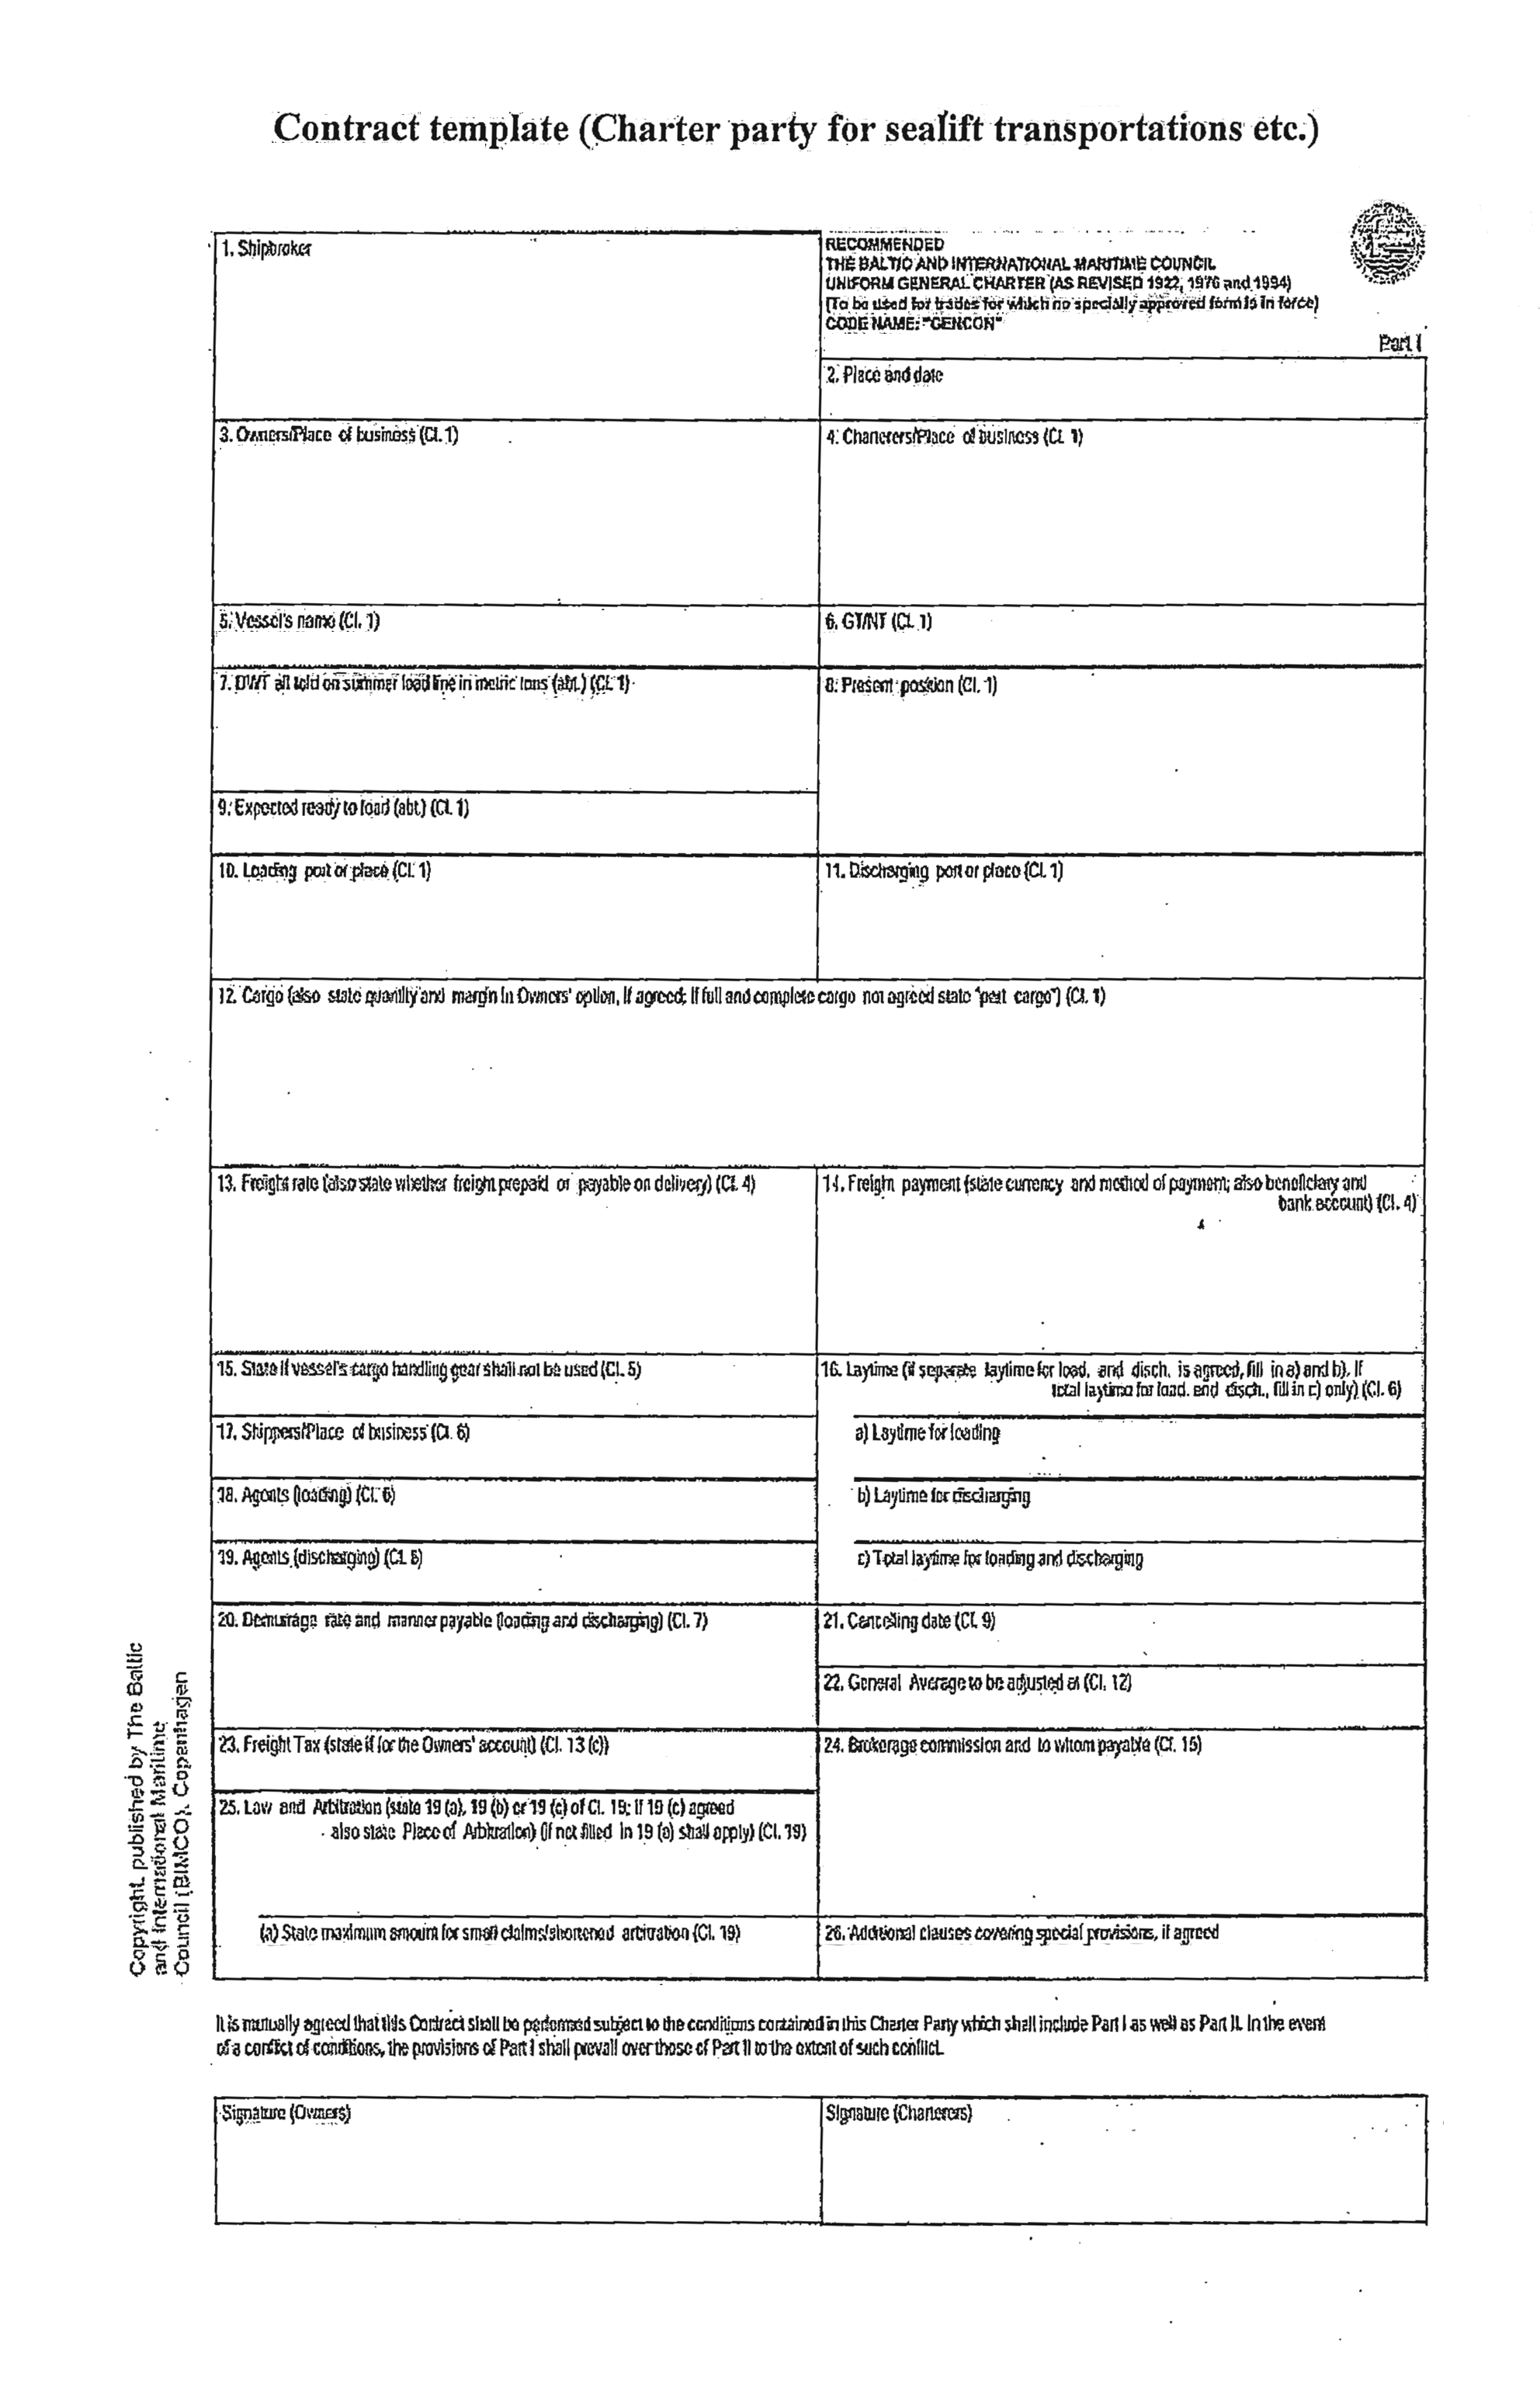 Contract template (Charter party for sealift transportations etc.)
1. Shipbroker
RECOMMENDED
THE BALTIC AND INTERNATIONAL MARITIME COUNCIL
UNIFORM GENERAL CHARTER (AS REVISED 1922, 1976 and 1994)
(To be used for trades for which no specially approved form is in force)
CODE NAME: "GENCON"
Part I
2. Place and date
3. Owners/Place of business (Cl. 1)
4. Charterers/Place of business (Cl. 1)
5. Vessel's name (Cl. 1)
6. GT/NT (Cl. 1)
7. DWT all told on summer load line in metric tons (abt.) (Cl. 1)
8. Present position (Cl. 1)
9. Expected ready to load (abt.) (Cl. 1)
10. Loading port or place (Cl. 1)
11. Discharging port or place (Cl. 1)
12. Cargo (also state quantity and margin in Owners' option, if agreed; if full and complete cargo not agreed state "part cargo") (Cl. 1)
13. Freight rate (also state whether freight prepaid or payable on delivery) (Cl. 4)
14. Freight payment (state currency and method of payment; also beneficiary and
bank account) (Cl. 4)
15. State if vessel's cargo handling gear shall not be used (Cl. 5)
16. Laytime (if separate laytime for load. and disch. is agreed, fill in a) and b). If
total laytime for load. and disch., fill in c) only) (Cl. 6)
17. Shippers/Place of business (Cl. 6)
a) Laytime for loading
18. Agents (loading) (Cl. 6)
b) Laytime for discharging
19. Agents (discharging) (Cl. 6)
c) Total laytime for loading and discharging
20. Demurrage rate and manner payable (loading and discharging) (Cl. 7)
21. Cancelling date (Cl. 9)
22. General Average to be adjusted at (Cl. 12)
23. Freight Tax (state if for the Owners' account) (Cl. 13 (c))
24. Brokerage commission and to whom payable (Cl. 15)
25. Law and Arbitration (state 19 (a), 19 (b) or 19 (c) of Cl. 19; if 19 (c) agreed
also state Place of Arbitration) (if not filled in 19 (a) shall apply) (Cl. 19)
(a) State maximum amount for small claims/shortened arbitration (Cl. 19)
26. Additional clauses covering special provisions, if agreed
Copyright, published by The Baltic
and International Maritime
Council (BIMCO), Copenhagen
It is mutually agreed that this Contract shall be performed subject to the conditions contained in this Charter Party which shall include Part I as well as Part II. In the event
of a conflict of conditions, the provisions of Part I shall prevail over those of Part II to the extent of such conflict.
Signature (Owners)
Signature (Charterers)